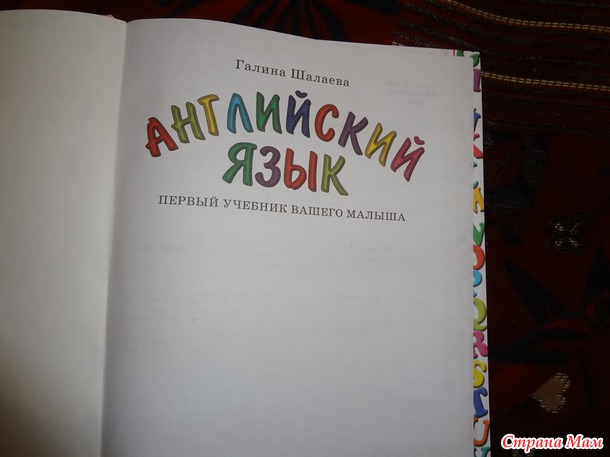 Галина Шалаева
АНГЛИЙСКИЙ
ЯЗЫК
ПЕРВЫЙ УЧЕБНИК ВАШЕГО МАЛЫША
Страна Мам